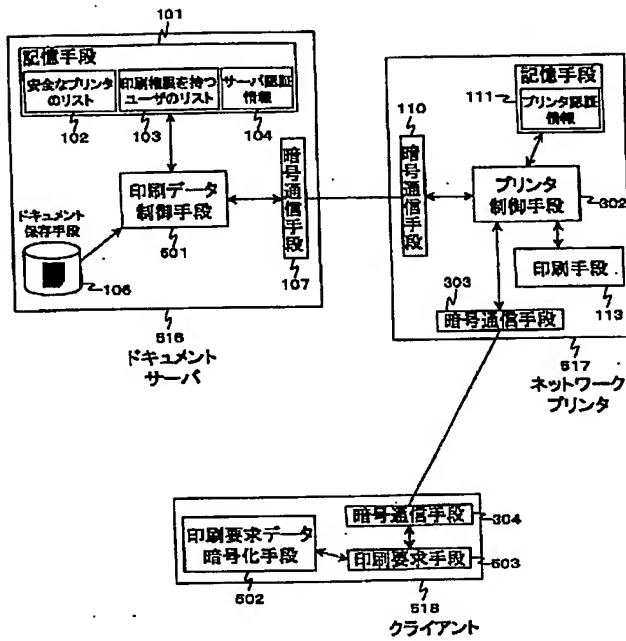 101
記憶手段
安全なプリンタ
のリスト
印刷権限を持つ
ユーザのリスト
サーバ認証
情報
102
103
104
印刷データ
制御手段
501
ドキュメント
保存手段
106
暗号通信手段
107
516
ドキュメント
サーバ
記憶手段
プリンタ認証
情報
111
110
暗号通信手段
プリンタ
制御手段
302
印刷手段
113
303
暗号通信手段
517
ネットワーク
プリンタ
暗号通信手段
304
印刷要求データ
暗号化手段
502
印刷要求手段
503
518
クライアント